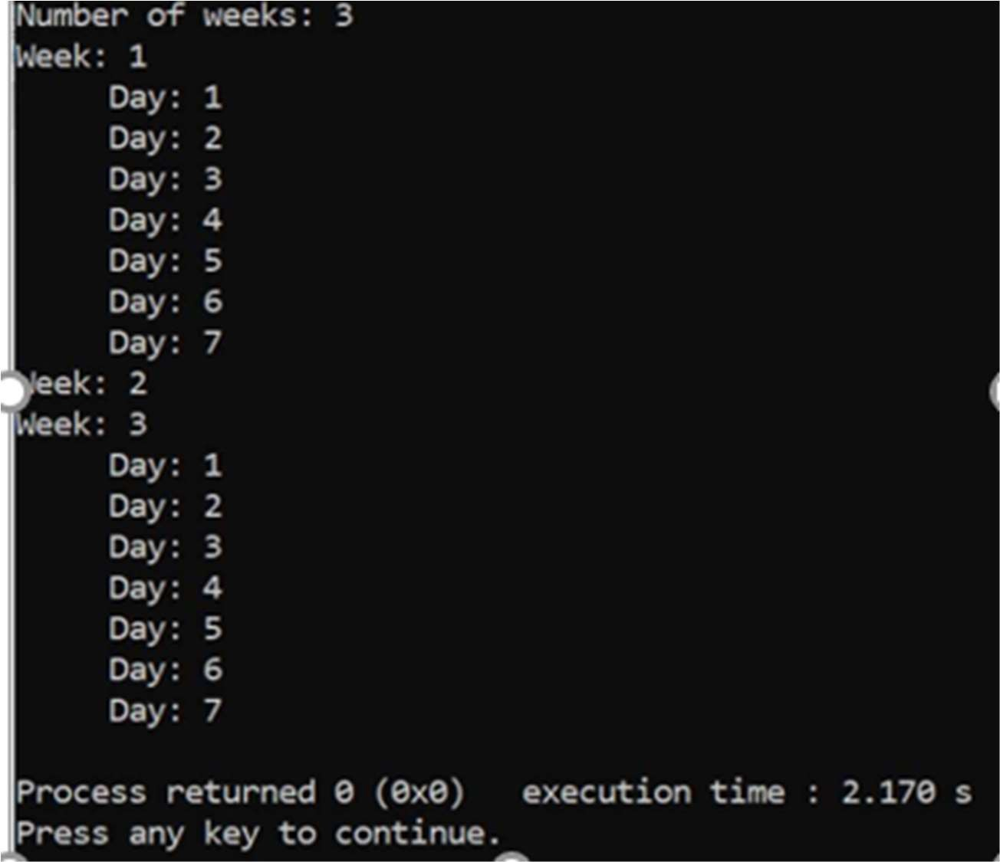 Number of weeks: 3
Week: 1
Day: 1
Day: 2
Day: 3
Day: 4
Day: 5
Day: 6
Day: 7
Week: 2
Week: 3
Day: 1
Day: 2
Day: 3
Day: 4
Day: 5
Day: 6
Day: 7
Process returned 0 (0x0) execution time : 2.170 s
Press any key to continue.